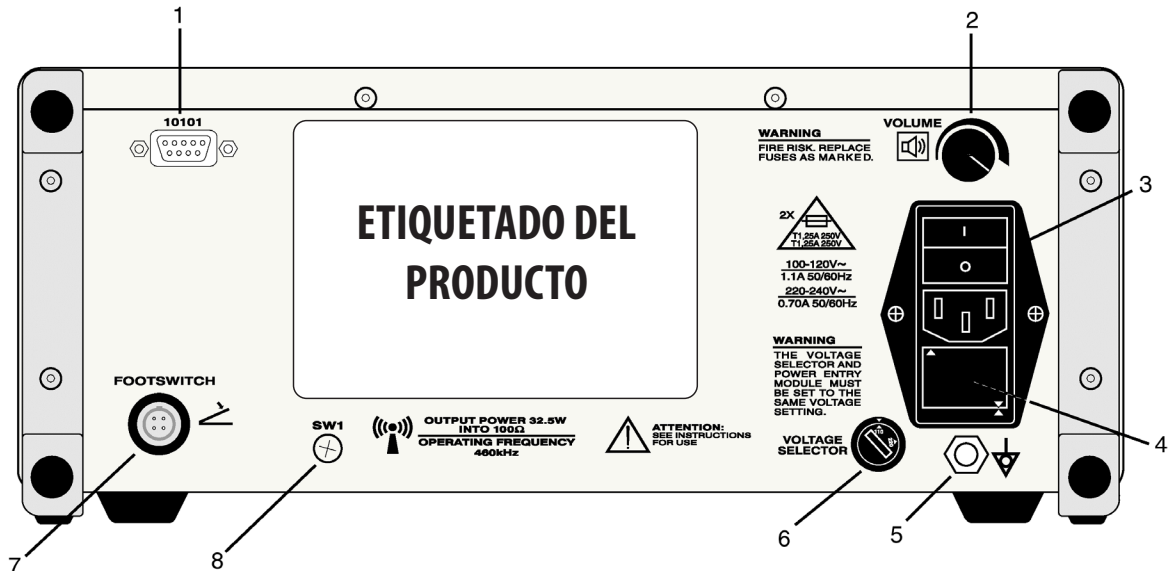 1
2
10101
VOLUME
WARNING
FIRE RISK. REPLACE
FUSES AS MARKED.
3
ETIQUETADO DEL
PRODUCTO
2X
T1,25A 250V
T1,25A 250V
100-120V~
1.1A 50/60Hz
220-240V~
0.70A 50/60Hz
I
O
WARNING
THE VOLTAGE
SELECTOR AND
POWER ENTRY
MODULE MUST
BE SET TO THE
SAME VOLTAGE
SETTING.
FOOTSWITCH
SW1
OUTPUT POWER 32.5W
INTO 100Ω
OPERATING FREQUENCY
460kHz
ATTENTION:
SEE INSTRUCTIONS
FOR USE
VOLTAGE
SELECTOR
110
4
5
6
7
8